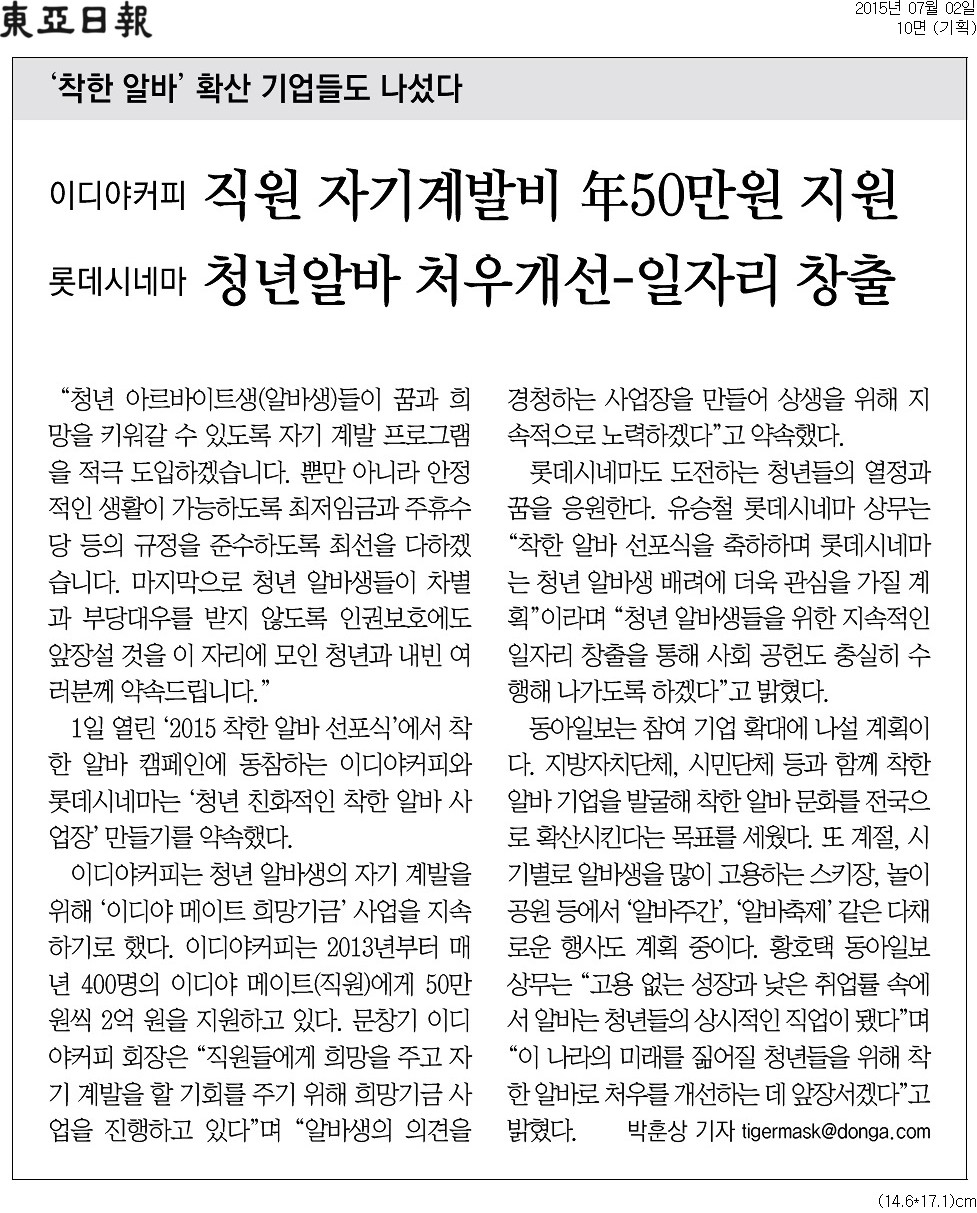 東亞日報
2015년 07월 02일
10면 (기획)
‘착한 알바’ 확산 기업들도 나섰다
이디야커피 직원 자기계발비 年50만원 지원
롯데시네마 청년알바 처우개선-일자리 창출
“청년 아르바이트생(알바생)들이 꿈과 희
망을 키워갈 수 있도록 자기 계발 프로그램
을 적극 도입하겠습니다. 뿐만 아니라 안정
적인 생활이 가능하도록 최저임금과 주휴수
당 등의 규정을 준수하도록 최선을 다하겠
습니다. 마지막으로 청년 알바생들이 차별
과 부당대우를 받지 않도록 인권보호에도
앞장설 것을 이 자리에 모인 청년과 내빈 여
러분께 약속드립니다.”
1일 열린 ‘2015 착한 알바 선포식’에서 착
한 알바 캠페인에 동참하는 이디야커피와
롯데시네마는 ‘청년 친화적인 착한 알바 사
업장’ 만들기를 약속했다.
이디야커피는 청년 알바생의 자기 계발을
위해 ‘이디야 메이트 희망기금’ 사업을 지속
하기로 했다. 이디야커피는 2013년부터 매
년 400명의 이디야 메이트(직원)에게 50만
원씩 2억 원을 지원하고 있다. 문창기 이디
야커피 회장은 “직원들에게 희망을 주고 자
기 계발을 할 기회를 주기 위해 희망기금 사
업을 진행하고 있다”며 “알바생의 의견을
경청하는 사업장을 만들어 상생을 위해 지
속적으로 노력하겠다”고 약속했다.
롯데시네마도 도전하는 청년들의 열정과
꿈을 응원한다. 유승철 롯데시네마 상무는
“착한 알바 선포식을 축하하며 롯데시네마
는 청년 알바생 배려에 더욱 관심을 가질 계
획”이라며 “청년 알바생들을 위한 지속적인
일자리 창출을 통해 사회 공헌도 충실히 수
행해 나가도록 하겠다”고 밝혔다.
동아일보는 참여 기업 확대에 나설 계획이
다. 지방자치단체, 시민단체 등과 함께 착한
알바 기업을 발굴해 착한 알바 문화를 전국으
로 확산시킨다는 목표를 세웠다. 또 계절, 시
기별로 알바생을 많이 고용하는 스키장, 놀이
공원 등에서 ‘알바주간’, ‘알바축제’ 같은 다채
로운 행사도 계획 중이다. 황호택 동아일보
상무는 “고용 없는 성장과 낮은 취업률 속에
서 알바는 청년들의 상시적인 직업이 됐다”며
“이 나라의 미래를 짊어질 청년들을 위해 착
한 알바로 처우를 개선하는 데 앞장서겠다”고
밝혔다. 박훈상 기자 tigermask@donga.com
(14.6*17.1)cm